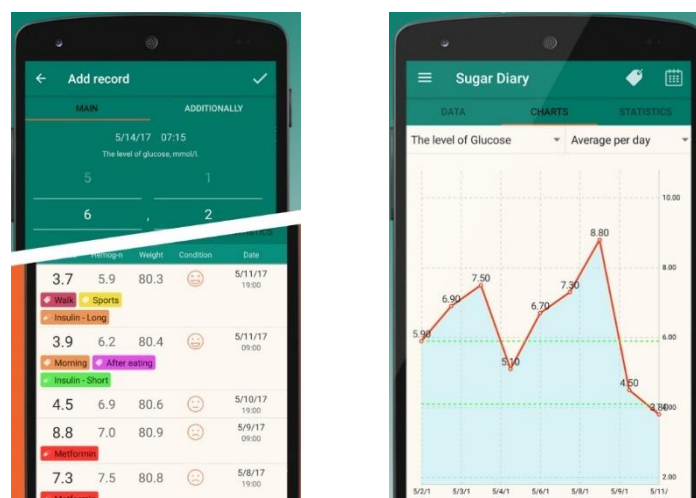 Add record
MAIN ADDITIONALLY
5/14/17 07:15
The level of glucose, mmol/l.
5 1
6 , 2
Hemog-n Weight Condition Date
3.7 5.9 80.3 5/11/17
19:00
Walk Sports
Insulin - Long
3.9 6.2 80.4 5/11/17
09:00
Morning After eating
Insulin - Short
4.5 6.9 80.6 5/10/17
19:00
8.8 7.0 80.9 5/9/17
09:00
Metformin
7.3 7.5 80.8 5/8/17
19:00
Sugar Diary
DATA CHARTS STATISTICS
The level of Glucose Average per day
10.00
8.80
8.00
7.50
7.30
6.90
6.70
6.00
5.90
5.10
4.50
2.00
5/2/1 5/3/1 5/4/1 5/6/1 5/8/1 5/9/1 5/11/